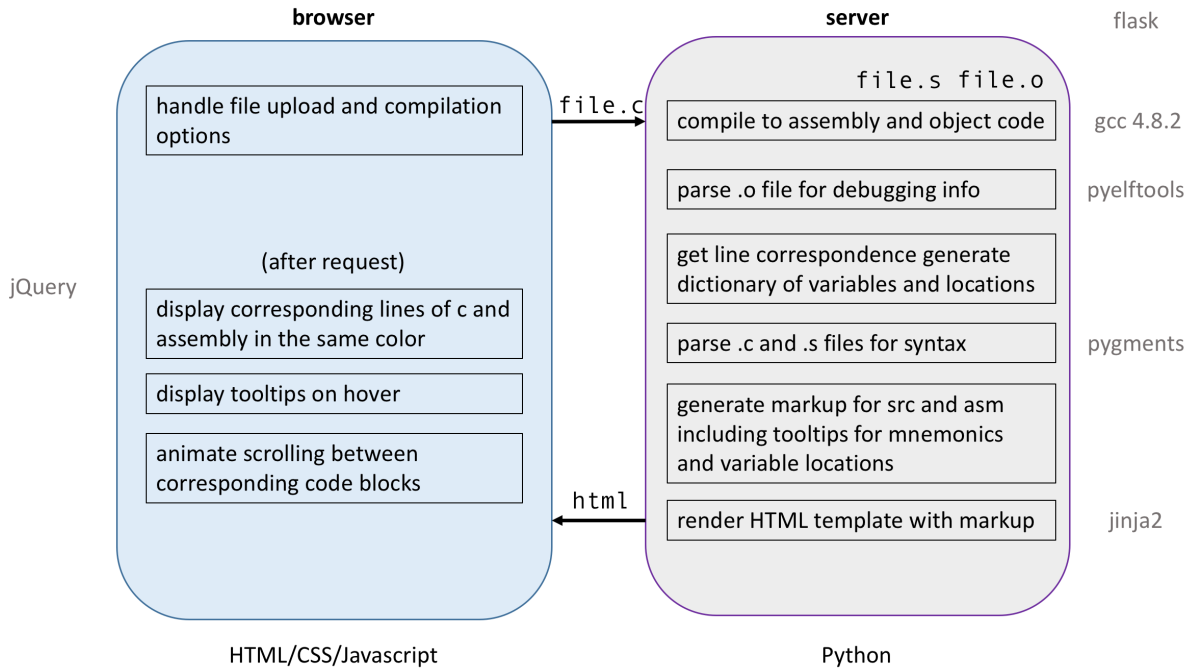 browser
server
flask
handle file upload and compilation
options
file.c
file.s file.o
compile to assembly and object code
gcc 4.8.2
parse .o file for debugging info
pyelftools
(after request)
get line correspondence generate
dictionary of variables and locations
jQuery
display corresponding lines of c and
assembly in the same color
parse .c and .s files for syntax
pygments
display tooltips on hover
generate markup for src and asm
including tooltips for mnemonics
and variable locations
animate scrolling between
corresponding code blocks
html
render HTML template with markup
jinja2
HTML/CSS/Javascript
Python